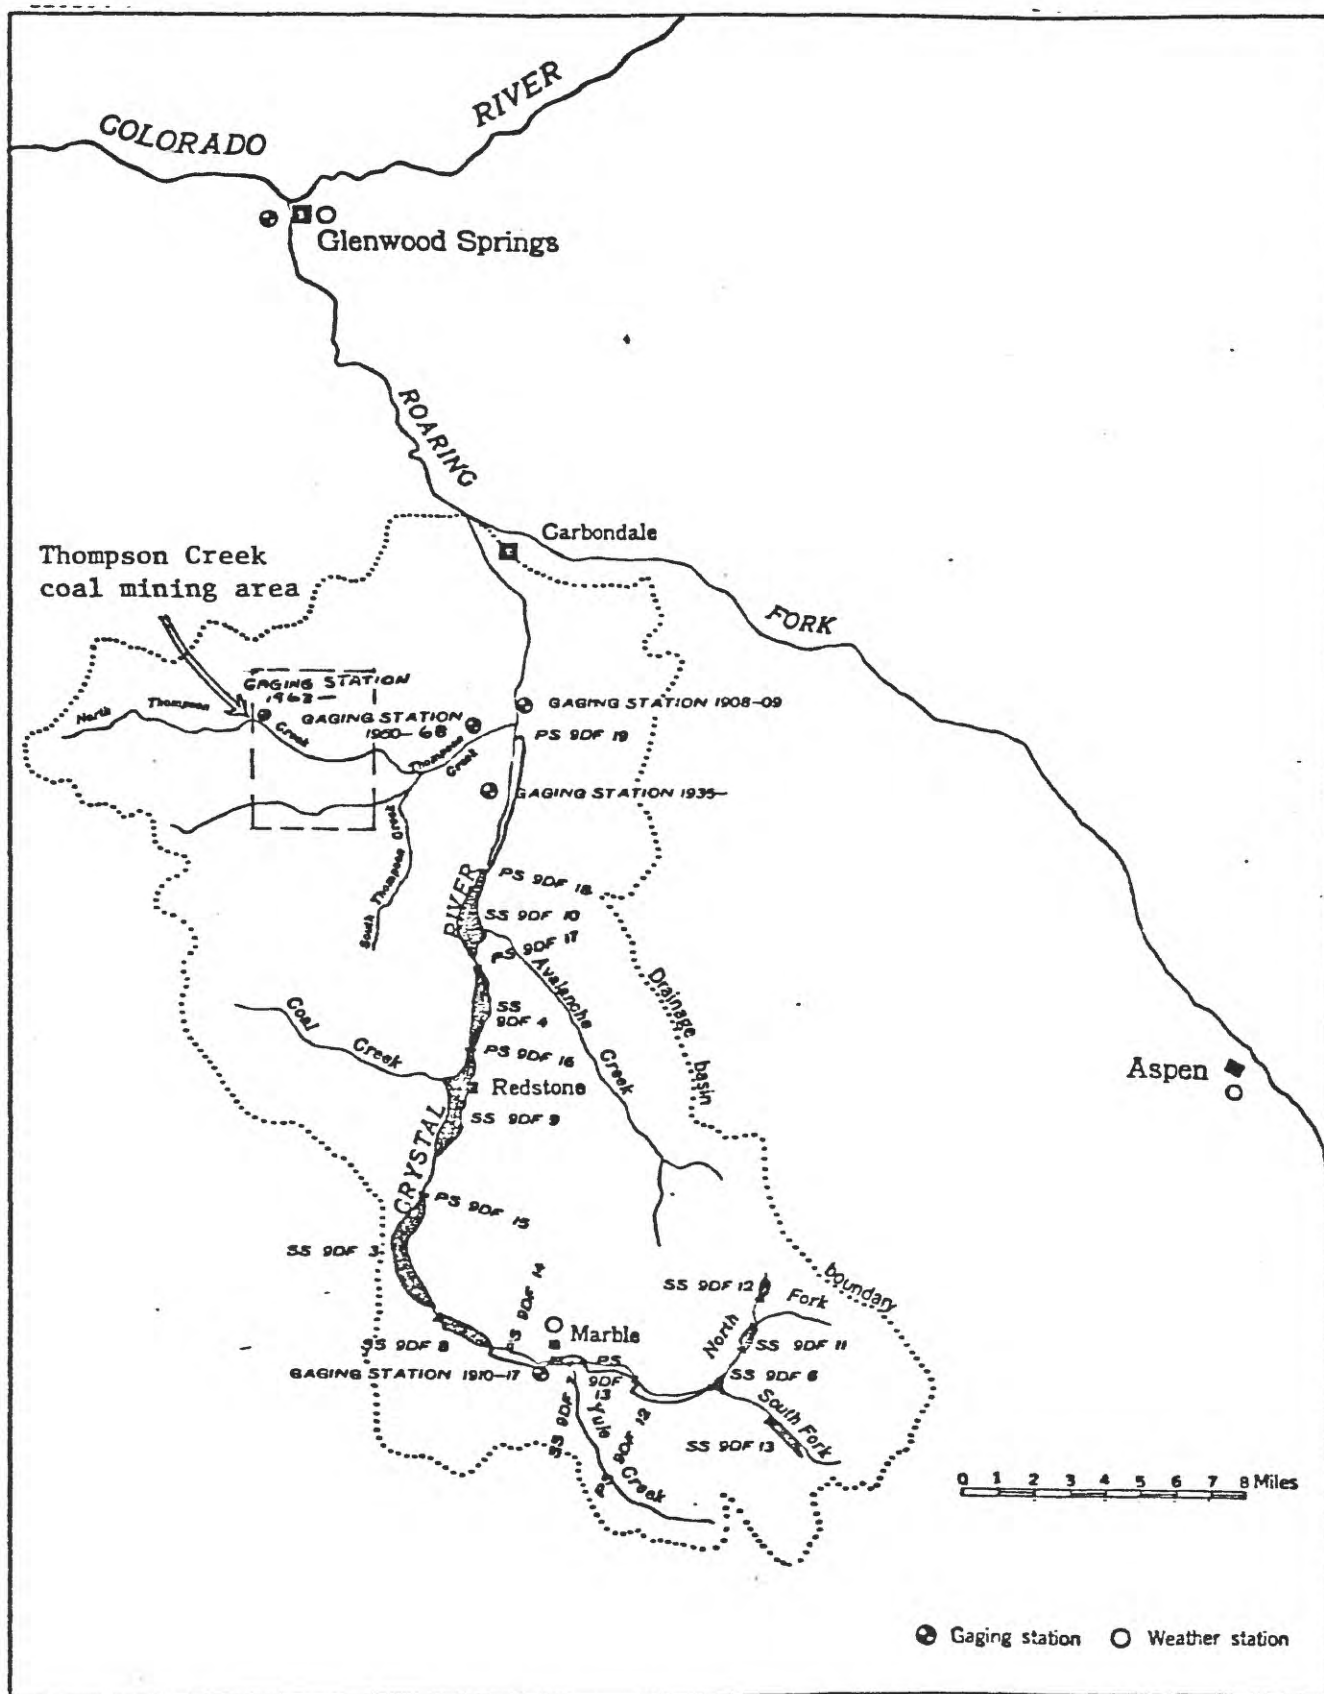 COLORADO
RIVER
Glenwood Springs
ROARING
Carbondale
FORK
Thompson Creek
coal mining area
GAGING STATION
1963—
North Thompson Creek
GAGING STATION
1950—68
Thompson
Creek
GAGING STATION 1908-09
PS 9DF 19
GAGING STATION 1935—
South Thompson Creek
RIVER
PS 9DF 18
SS 9DF 10
PS 9DF 17
Avalanche
Creek
Drainage
basin
SS
9DF 4
Coal
Creek
PS 9DF 16
Redstone
SS 9DF 9
Aspen
CRYSTAL
PS 9DF 15
SS 9DF 3
boundary
SS 9DF 12
North
Fork
SS 9DF 14
Marble
SS 9DF 8
SS 9DF 11
GAGING STATION 1910-17
PS
9DF
13
SS 9DF 6
South Fork
SS 9DF 7
Yule
Creek
PS 9DF 12
SS 9DF 13
0 1 2 3 4 5 6 7 8 Miles
Gaging station
Weather station